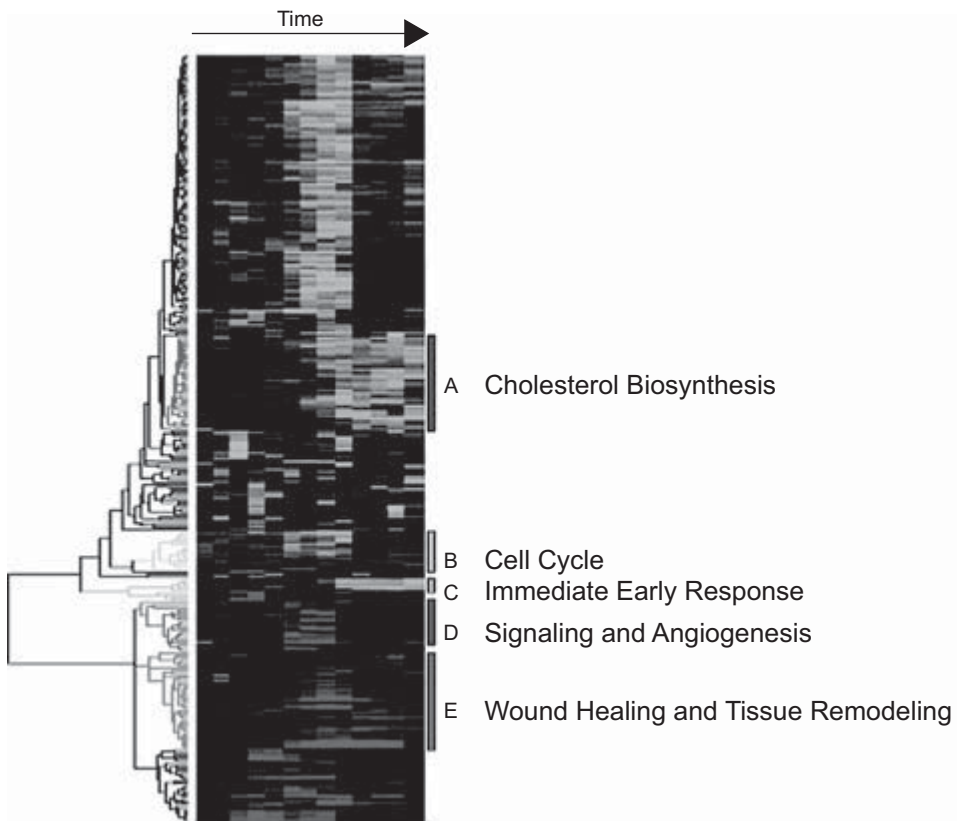 Time
A Cholesterol Biosynthesis
B Cell Cycle
C Immediate Early Response
D Signaling and Angiogenesis
E Wound Healing and Tissue Remodeling